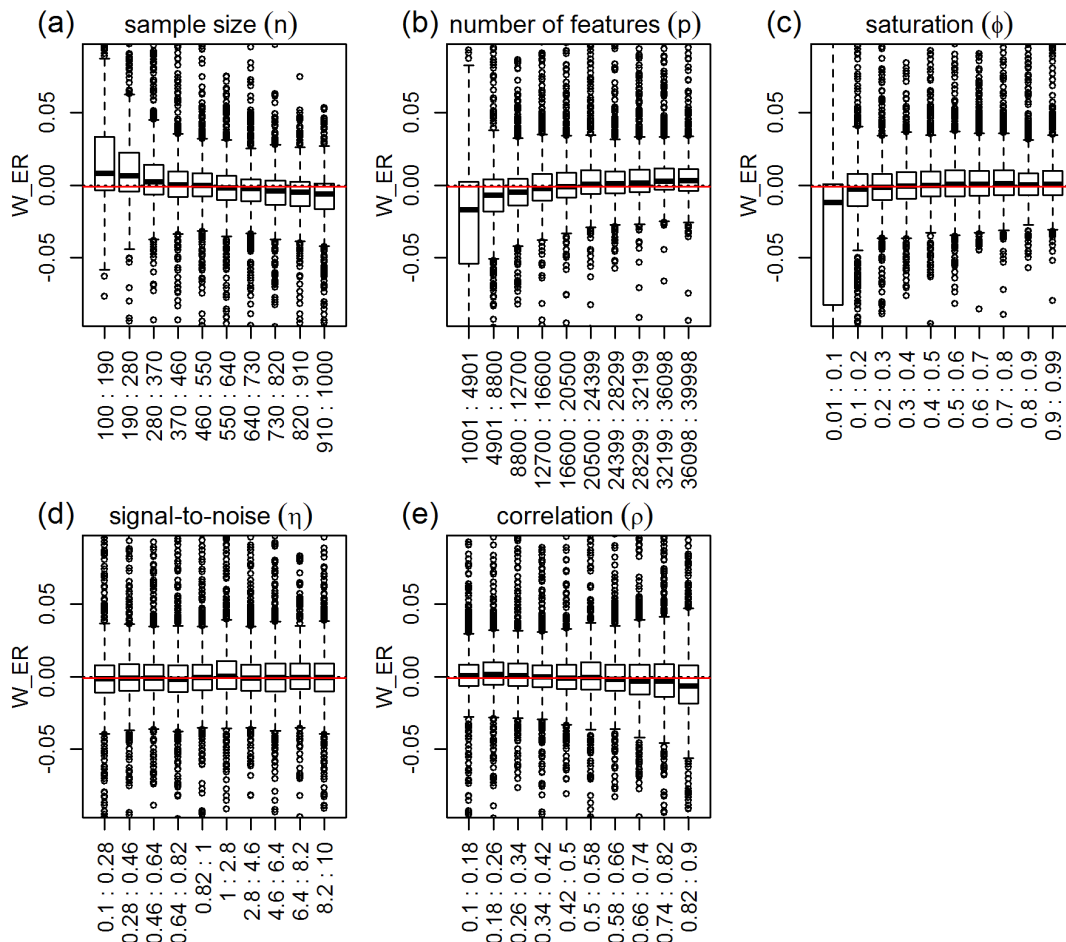 (a)
sample size (n)
W_ER
0.05
0.00
-0.05
100 : 190
190 : 280
280 : 370
370 : 460
460 : 550
550 : 640
640 : 730
730 : 820
820 : 910
910 : 1000
(b)
number of features (p)
W_ER
0.05
0.00
-0.05
1001 : 4901
4901 : 8800
8800 : 12700
12700 : 16600
16600 : 20500
20500 : 24399
24399 : 28299
28299 : 32199
32199 : 36098
36098 : 39998
(c)
saturation (ϕ)
W_ER
0.05
0.00
-0.05
0.01 : 0.1
0.1 : 0.2
0.2 : 0.3
0.3 : 0.4
0.4 : 0.5
0.5 : 0.6
0.6 : 0.7
0.7 : 0.8
0.8 : 0.9
0.9 : 0.99
(d)
signal-to-noise (η)
W_ER
0.05
0.00
-0.05
0.1 : 0.28
0.28 : 0.46
0.46 : 0.64
0.64 : 0.82
0.82 : 1
1 : 2.8
2.8 : 4.6
4.6 : 6.4
6.4 : 8.2
8.2 : 10
(e)
correlation (ρ)
W_ER
0.05
0.00
-0.05
0.1 : 0.18
0.18 : 0.26
0.26 : 0.34
0.34 : 0.42
0.42 : 0.5
0.5 : 0.58
0.58 : 0.66
0.66 : 0.74
0.74 : 0.82
0.82 : 0.9